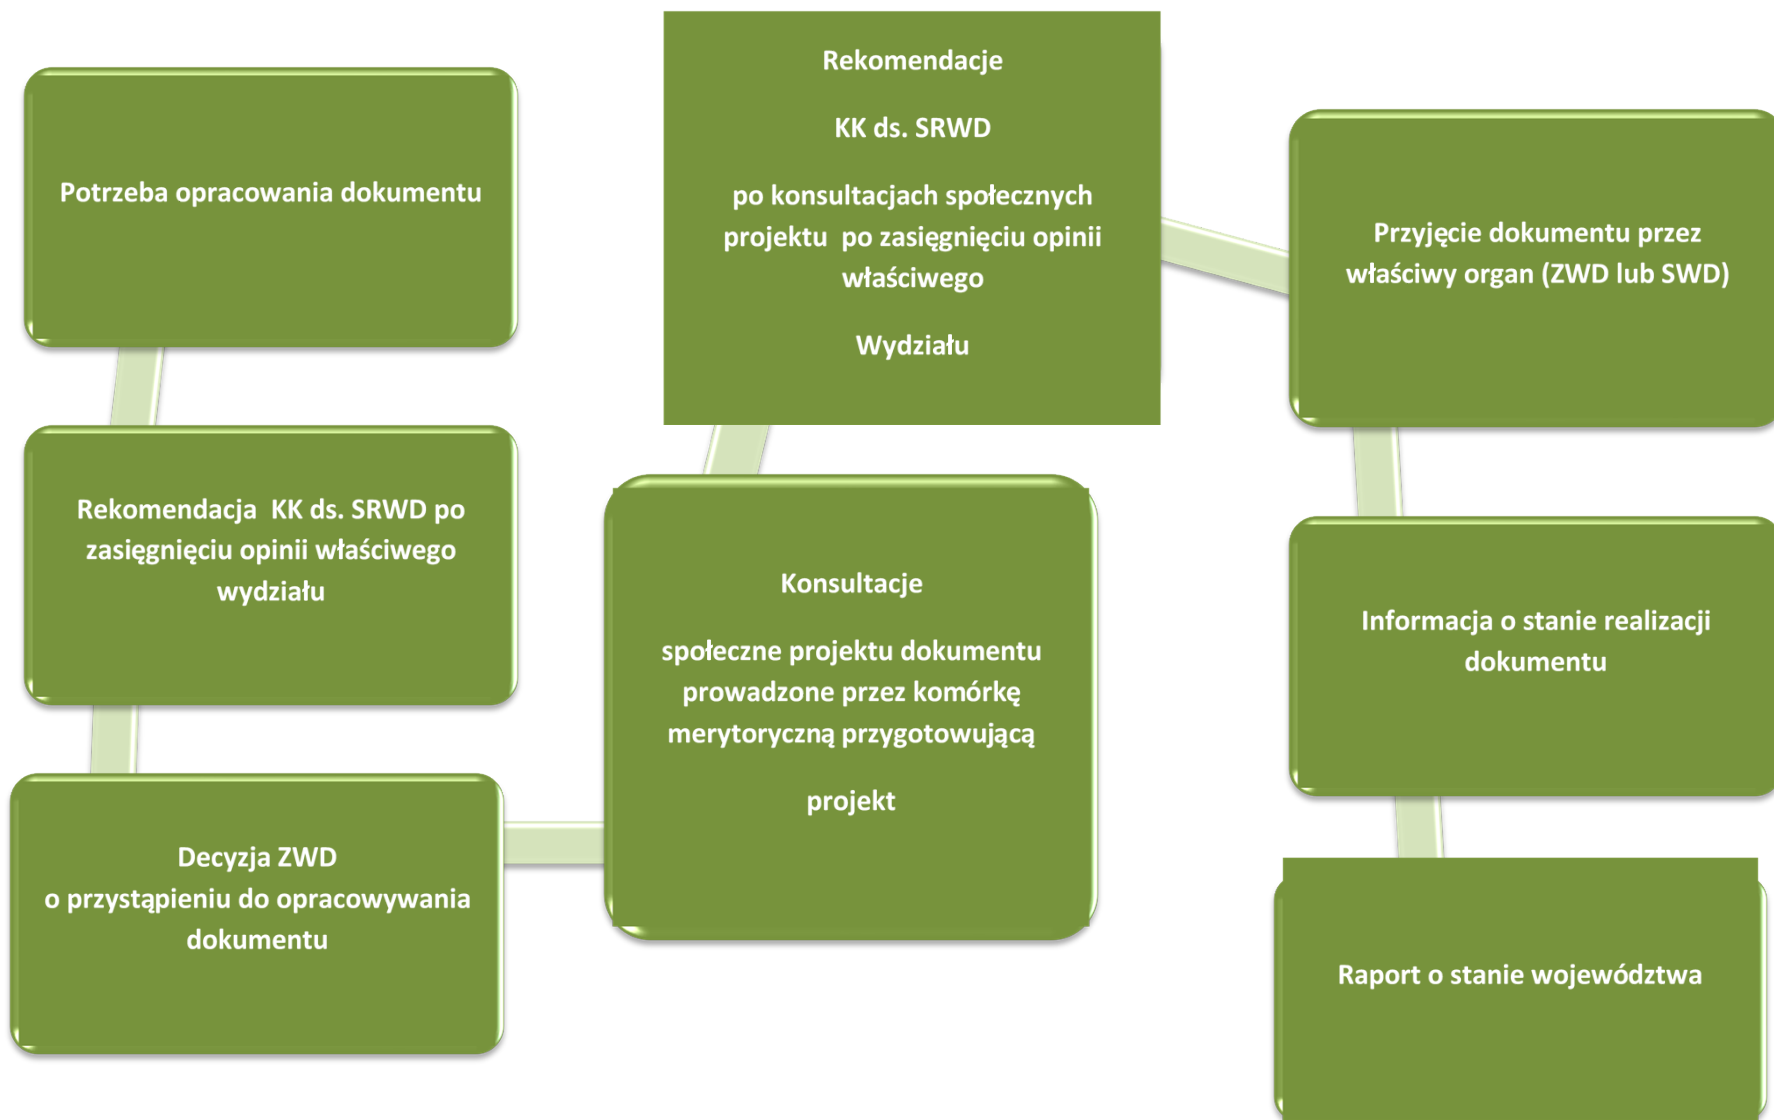 Potrzeba opracowania dokumentu
Rekomendacja  KK ds. SRWD po
zasięgnięciu opinii właściwego
wydziału
Decyzja ZWD
o przystąpieniu do opracowywania
dokumentu
Konsultacje
społeczne projektu dokumentu
prowadzone przez komórkę
merytoryczną przygotowującą
projekt
Rekomendacje
KK ds. SRWD
po konsultacjach społecznych
projektu  po zasięgnięciu opinii
właściwego
Wydziału
Przyjęcie dokumentu przez
właściwy organ (ZWD lub SWD)
Informacja o stanie realizacji
dokumentu
Raport o stanie województwa